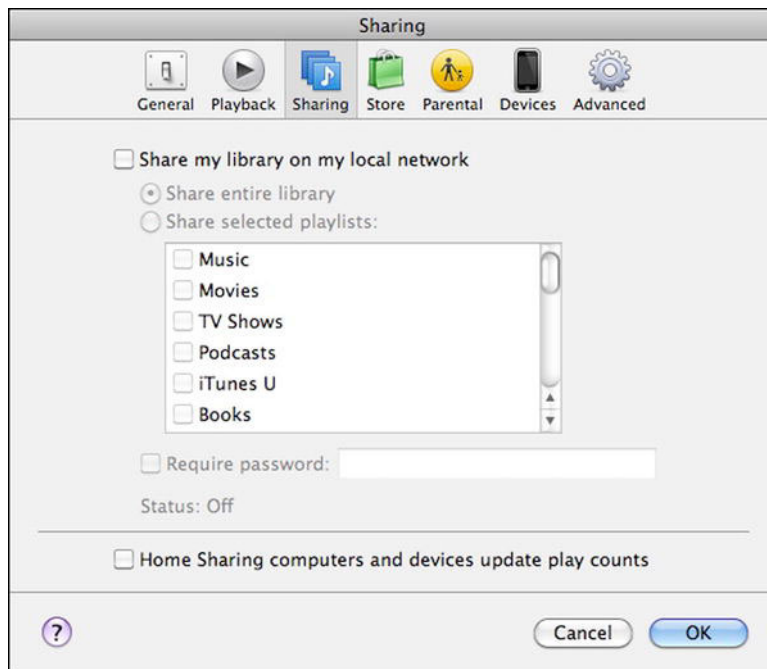 Sharing
General Playback Sharing Store Parental Devices Advanced
Share my library on my local network
Share entire library
Share selected playlists:
Music
Movies
TV Shows
Podcasts
iTunes U
Books
Require password:
Status: Off
Home Sharing computers and devices update play counts
? Cancel OK